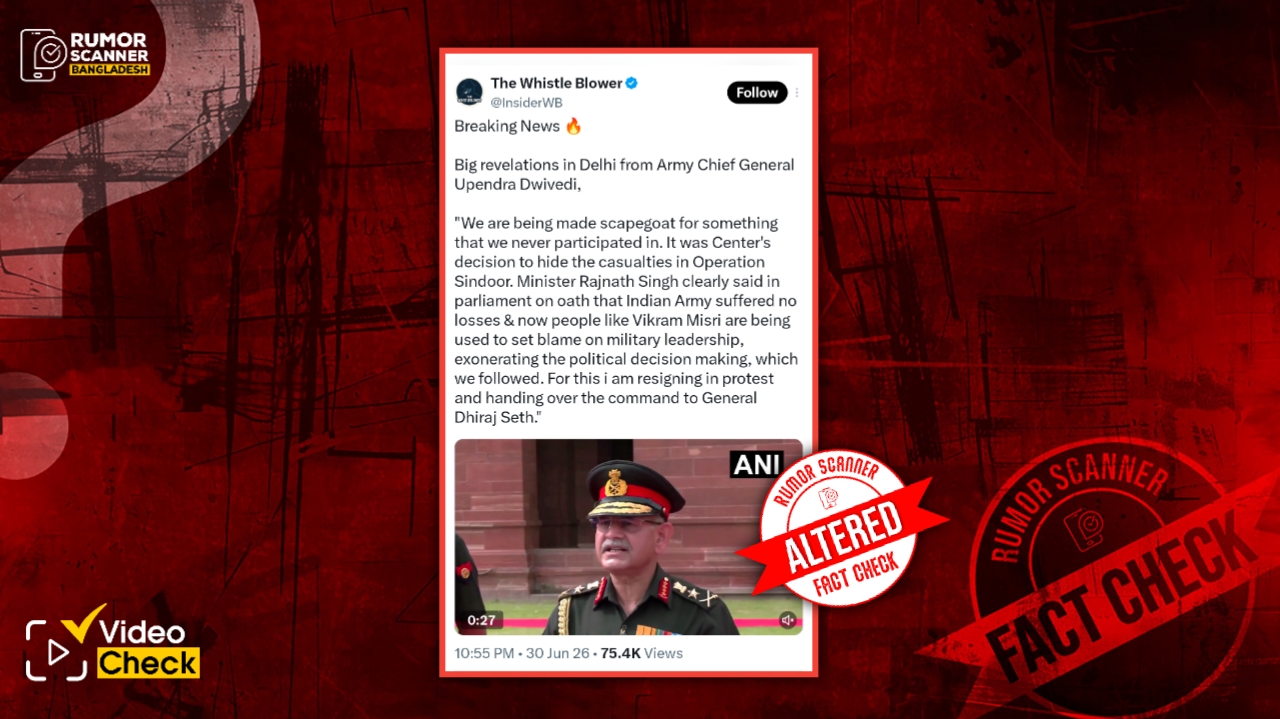 RUMOR
SCANNER
BANGLADESH
The Whistle Blower
@InsiderWB
Follow
Breaking News 🔥
Big revelations in Delhi from Army Chief General
Upendra Dwivedi,
"We are being made scapegoat for something
that we never participated in. It was Center's
decision to hide the casualties in Operation
Sindoor. Minister Rajnath Singh clearly said in
parliament on oath that Indian Army suffered no
losses & now people like Vikram Misri are being
used to set blame on military leadership,
exonerating the political decision making, which
we followed. For this i am resigning in protest
and handing over the command to General
Dhiraj Seth."
ANI
0:27
10:55 PM • 30 Jun 26 • 75.4K Views
RUMOR SCANNER
ALTERED
FACT CHECK
RUMOR SCANNER
FACT CHECK
Video
Check